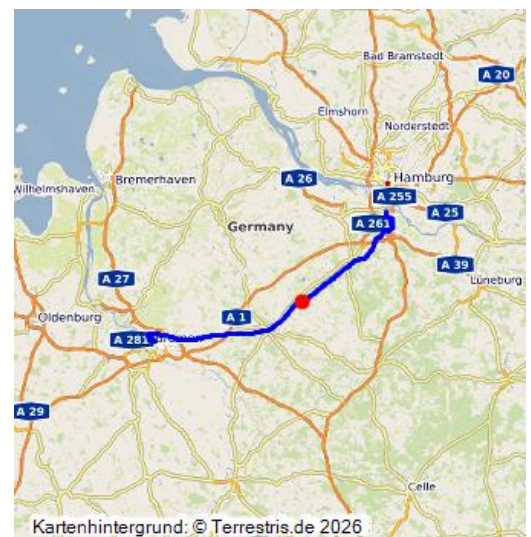 Bad Bramstedt
A 20
Elmshorn
Norderstedt
Hamburg
Wilhelmshaven
Bremerhaven
A 26
A 255
A 25
Germany
A 261
A 39
Lüneburg
A 27
Oldenburg
A 1
A 281
A 29
Celle
Kartenhintergrund: © Terrestris.de 2026